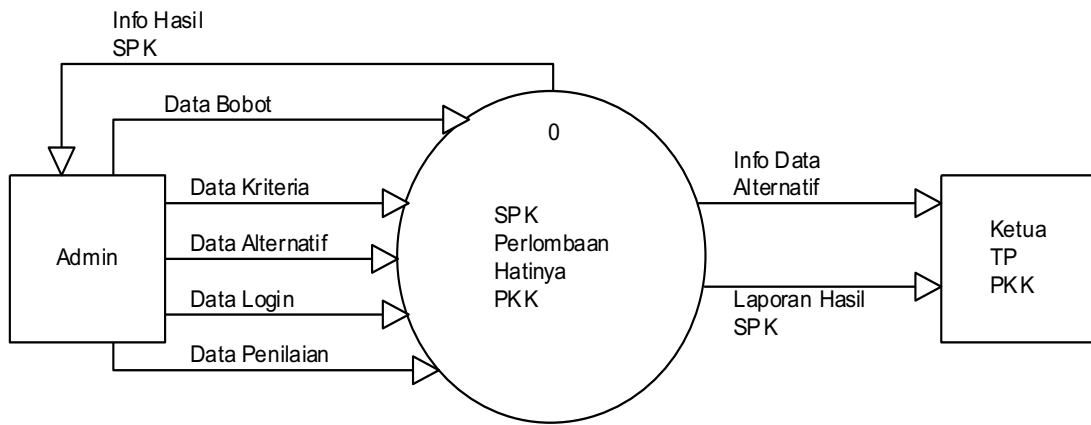 Info Hasil
SPK
Data Bobot
0
Data Kriteria
Data Alternatif
Data Login
Data Penilaian
Admin
SPK
Perlombaan
Hatinya
PKK
Info Data
Alternatif
Laporan Hasil
SPK
Ketua
TP
PKK